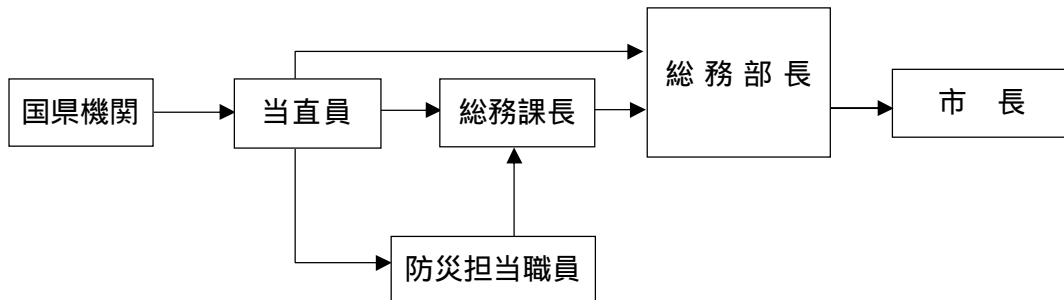 国県機関
当直員
総務課長
総務部長
市　長
防災担当職員